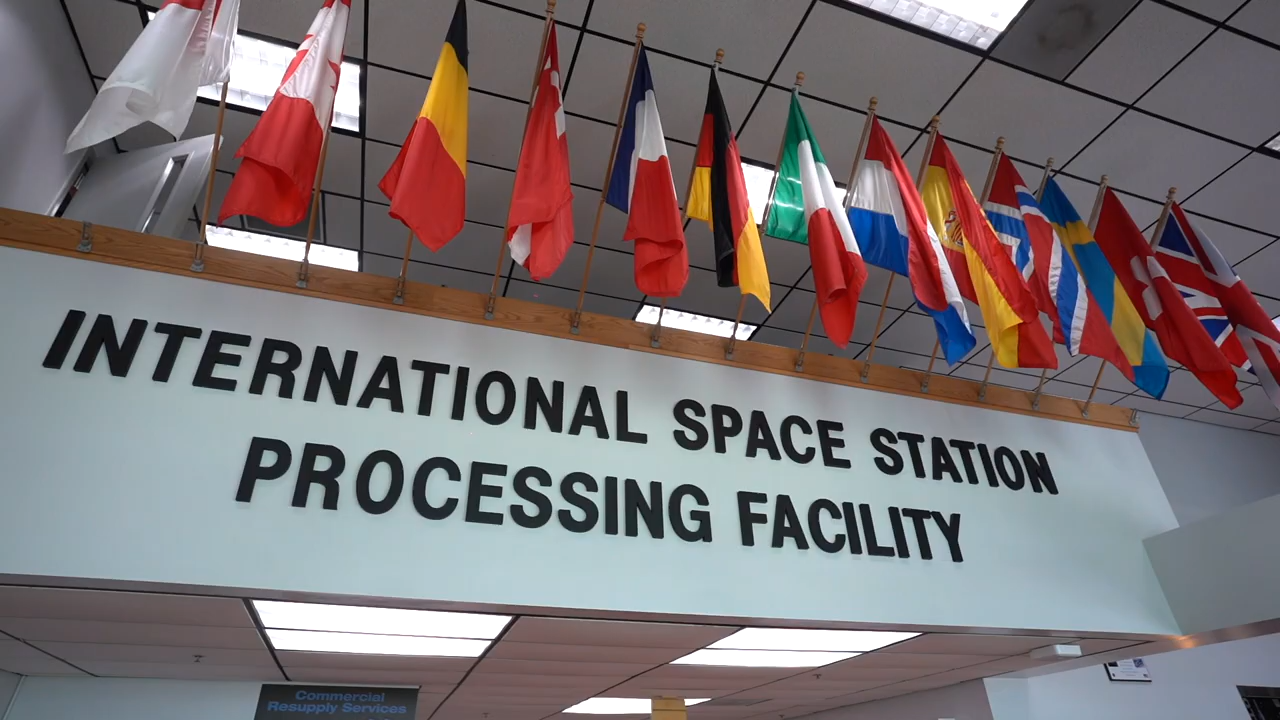 INTERNATIONAL SPACE STATION
PROCESSING FACILITY
Commercial
Resupply Services